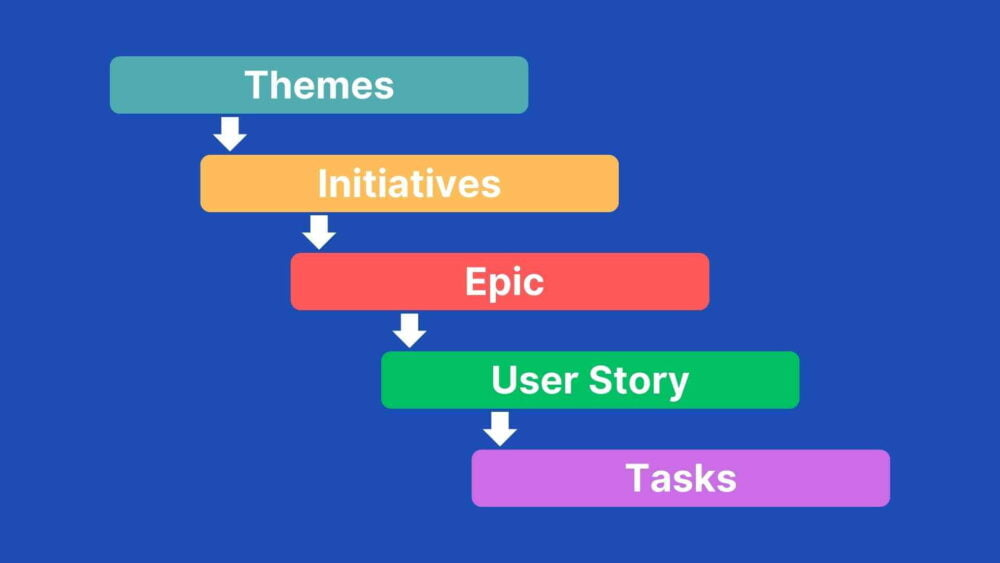 Themes
Initiatives
Epic
User Story
Tasks